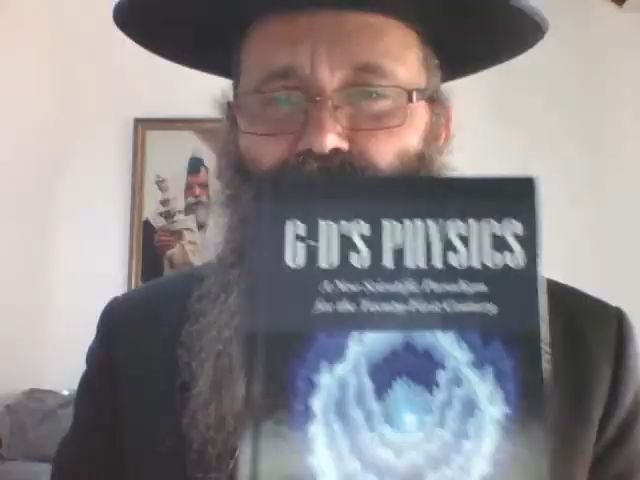 G-D'S PHYSICS
A New Scientific Paradigm
for the Twenty-First Century